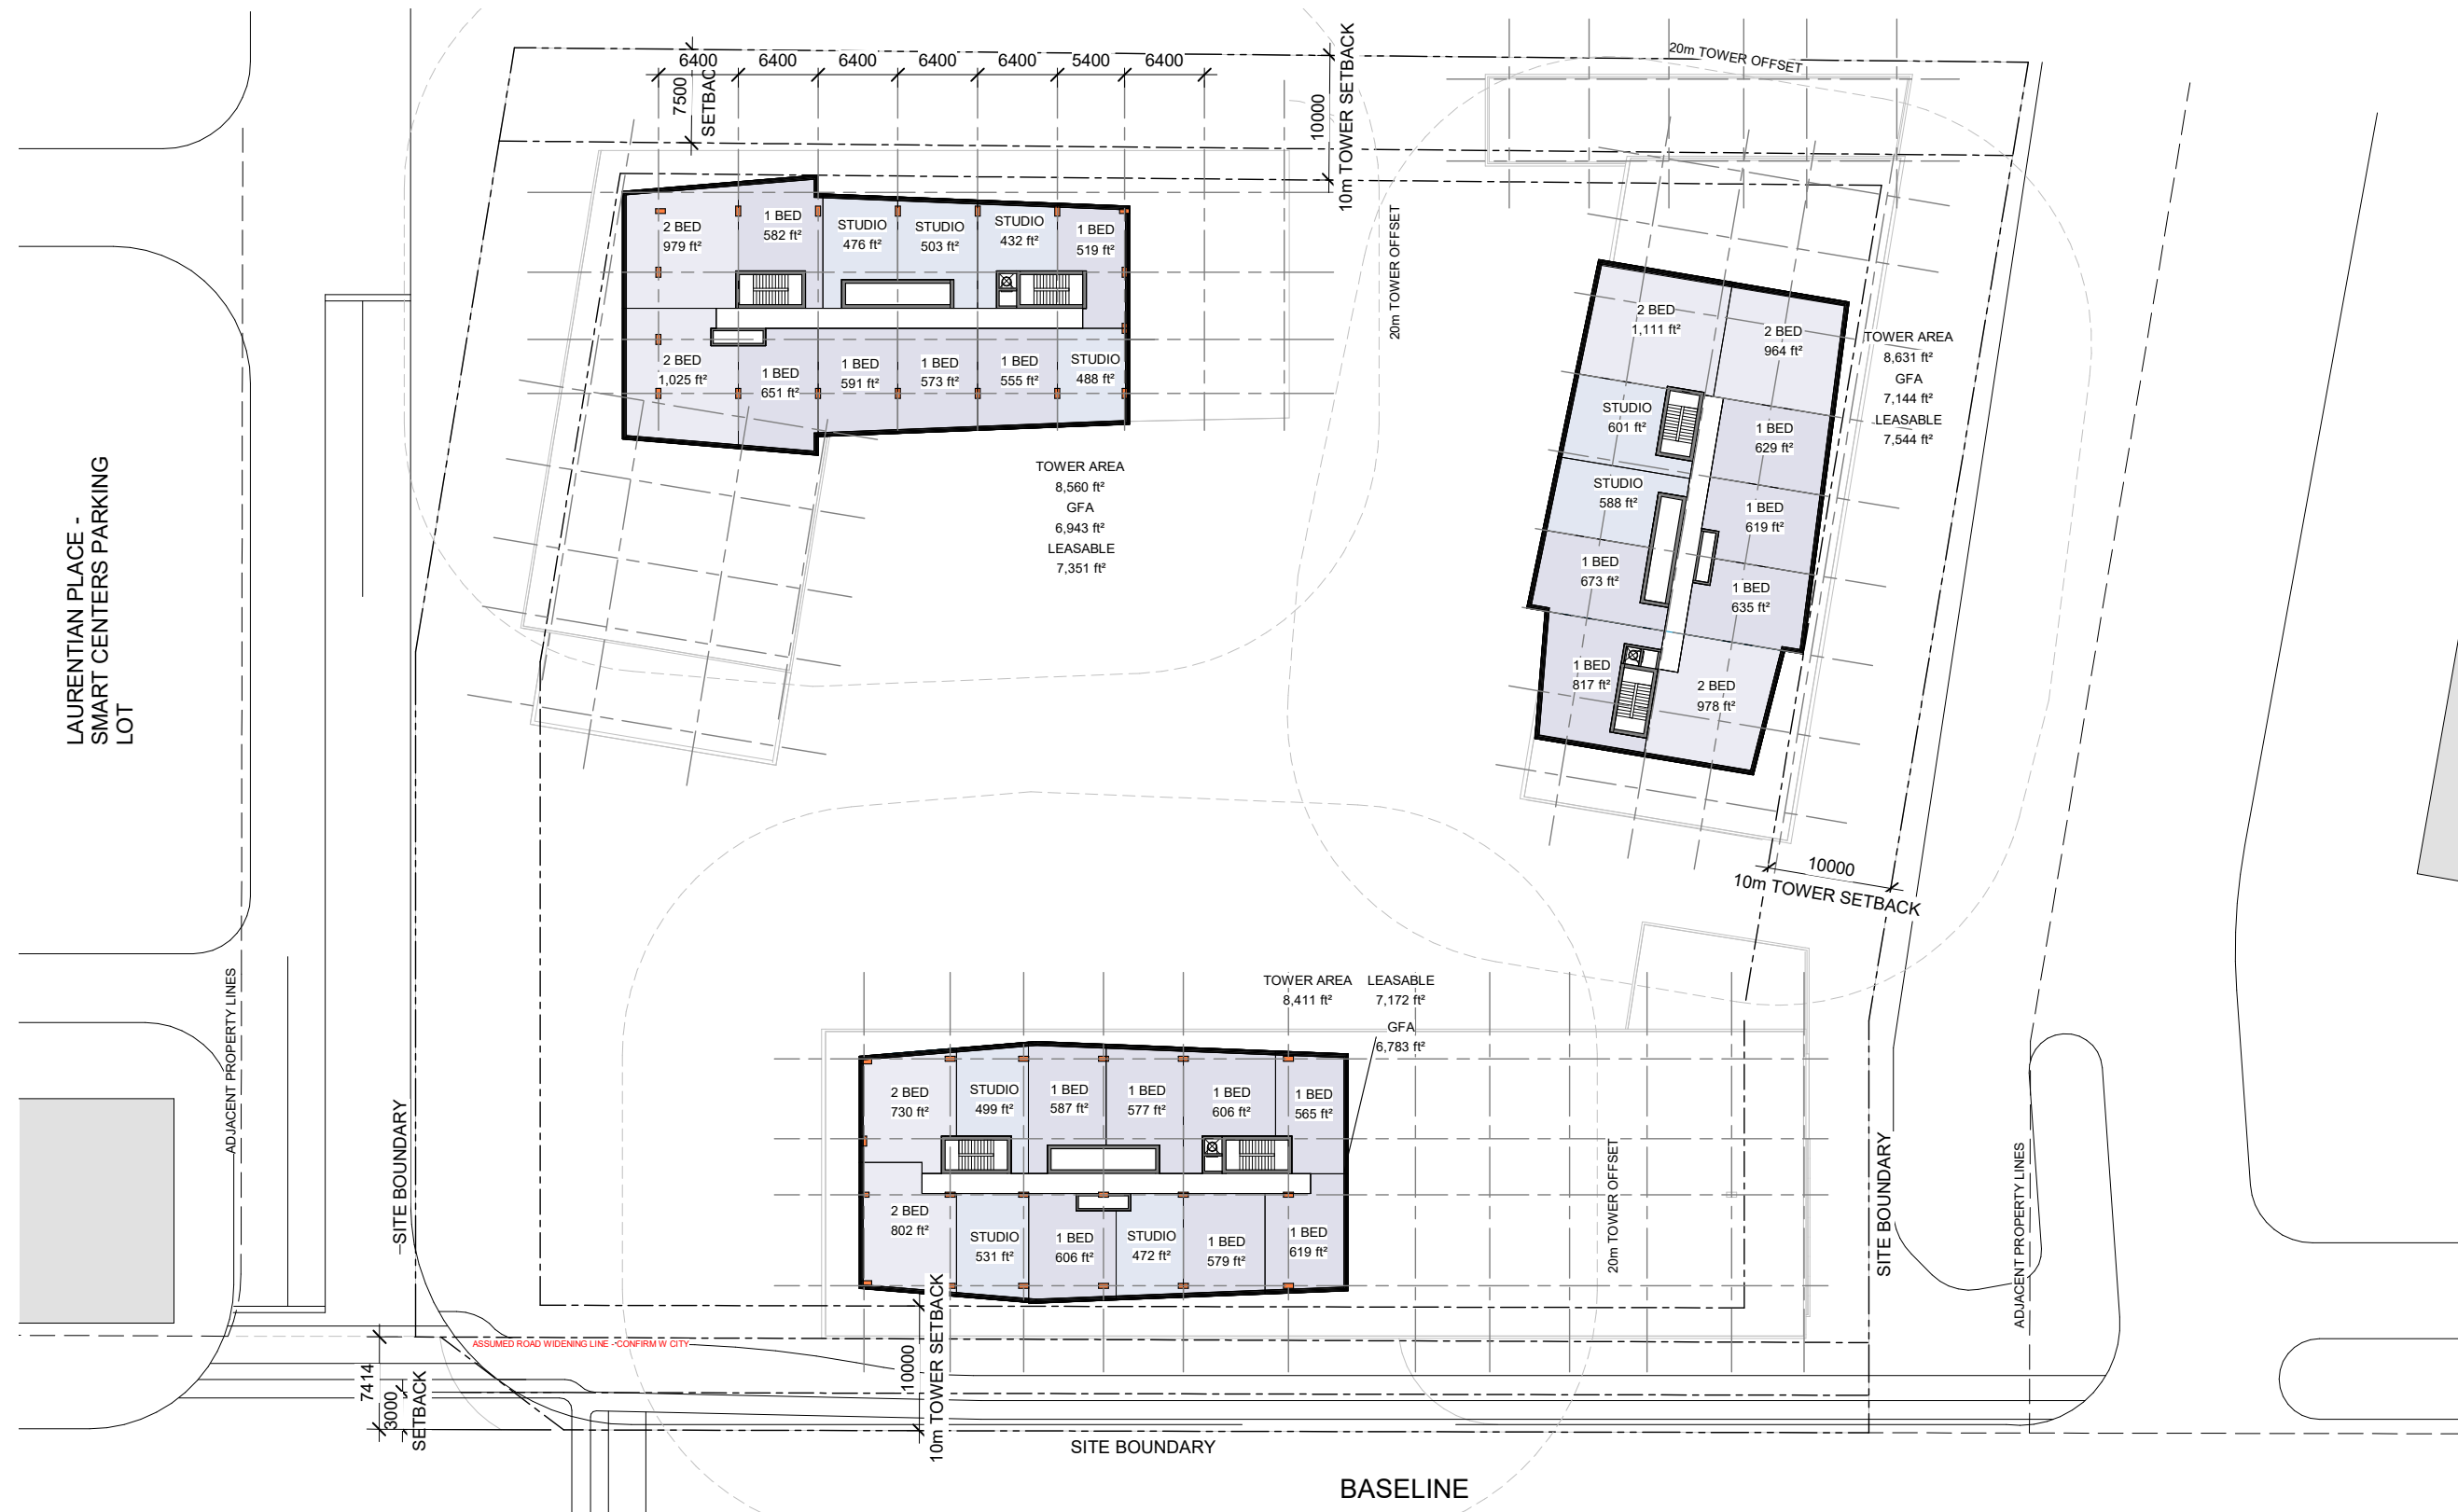 20m TOWER OFFSET
6400
6400
6400
6400
6400
5400
6400
7500
SETBAC
10000
10m TOWER SETBACK
20m TOWER OFFSET
2 BED
979 ft²
1 BED
582 ft²
STUDIO
476 ft²
STUDIO
503 ft²
STUDIO
432 ft²
1 BED
519 ft²
2 BED
1,025 ft²
1 BED
651 ft²
1 BED
591 ft²
1 BED
573 ft²
1 BED
555 ft²
STUDIO
488 ft²
TOWER AREA
8,560 ft²
GFA
6,943 ft²
LEASABLE
7,351 ft²
2 BED
1,111 ft²
2 BED
964 ft²
STUDIO
601 ft²
1 BED
629 ft²
STUDIO
588 ft²
1 BED
619 ft²
1 BED
673 ft²
1 BED
635 ft²
1 BED
817 ft²
2 BED
978 ft²
TOWER AREA
8,631 ft²
GFA
7,144 ft²
LEASABLE
7,544 ft²
10000
10m TOWER SETBACK
LAURENTIAN PLACE -
SMART CENTERS PARKING
LOT
ADJACENT PROPERTY LINES
SITE BOUNDARY
TOWER AREA
8,411 ft²
LEASABLE
7,172 ft²
GFA
6,783 ft²
2 BED
730 ft²
STUDIO
499 ft²
1 BED
587 ft²
1 BED
577 ft²
1 BED
606 ft²
1 BED
565 ft²
2 BED
802 ft²
STUDIO
531 ft²
1 BED
606 ft²
STUDIO
472 ft²
1 BED
579 ft²
1 BED
619 ft²
20m TOWER OFFSET
SITE BOUNDARY
ADJACENT PROPERTY LINES
ASSUMED ROAD WIDENING LINE - CONFIRM W CITY
7414
3000
SETBACK
10000
10m TOWER SETBACK
SITE BOUNDARY
BASELINE